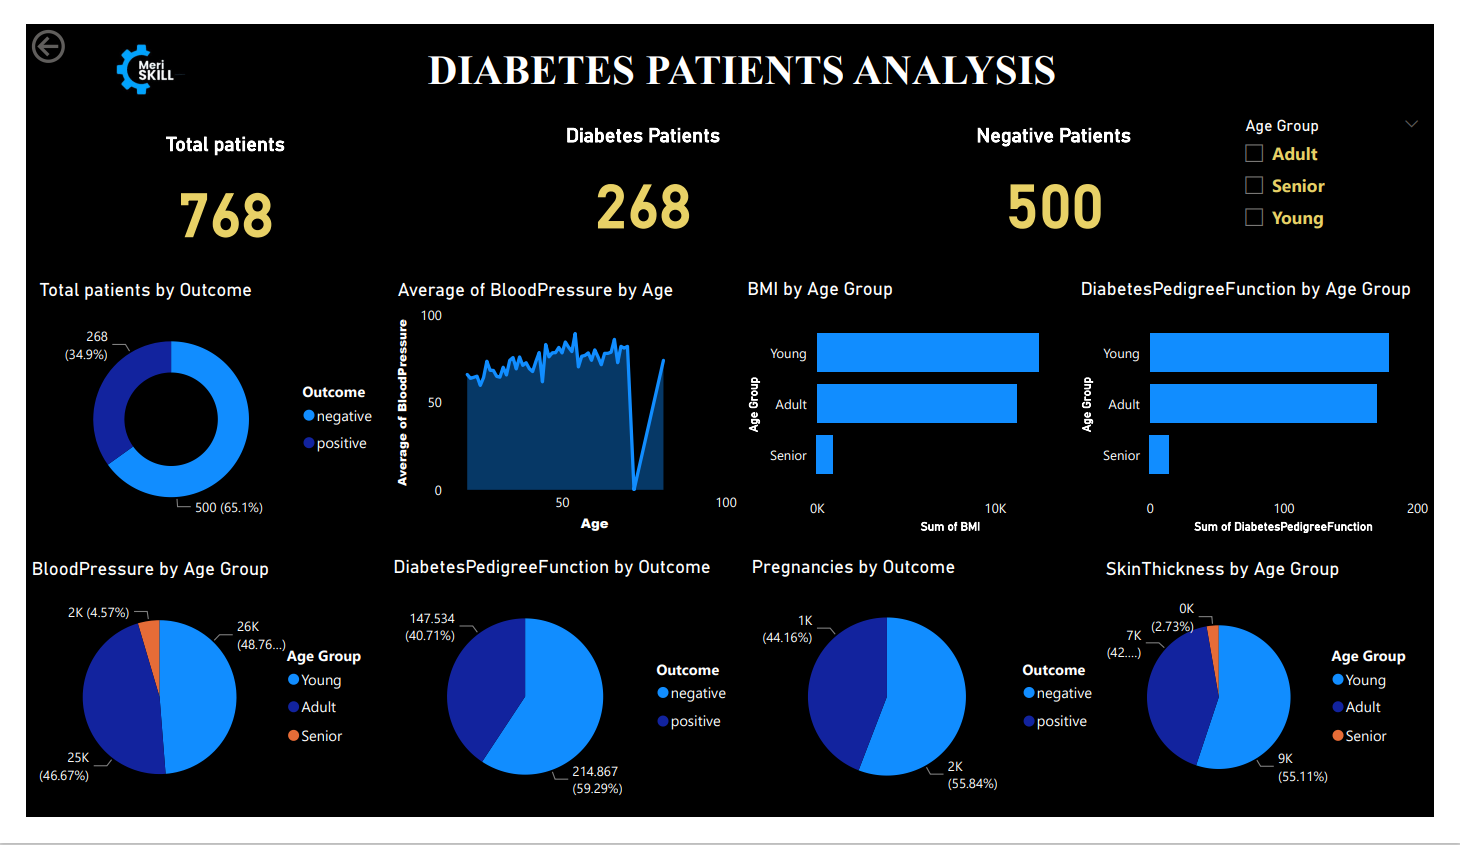 Meri
SKILL
DIABETES PATIENTS ANALYSIS
Total patients
768
Diabetes Patients
268
Negative Patients
500
Age Group
Adult
Senior
Young
Total patients by Outcome
268
(34.9%)
500 (65.1%)
Outcome
negative
positive
Average of BloodPressure by Age
Average of BloodPressure
100
50
0
50
100
Age
BMI by Age Group
Age Group
Young
Adult
Senior
0K
10K
Sum of BMI
DiabetesPedigreeFunction by Age Group
Age Group
Young
Adult
Senior
0
100
200
Sum of DiabetesPedigreeFunction
BloodPressure by Age Group
2K (4.57%)
26K
(48.76...)
25K
(46.67%)
Age Group
Young
Adult
Senior
DiabetesPedigreeFunction by Outcome
147.534
(40.71%)
214.867
(59.29%)
Outcome
negative
positive
Pregnancies by Outcome
1K
(44.16%)
2K
(55.84%)
Outcome
negative
positive
SkinThickness by Age Group
0K
(2.73%)
7K
(42....)
9K
(55.11%)
Age Group
Young
Adult
Senior